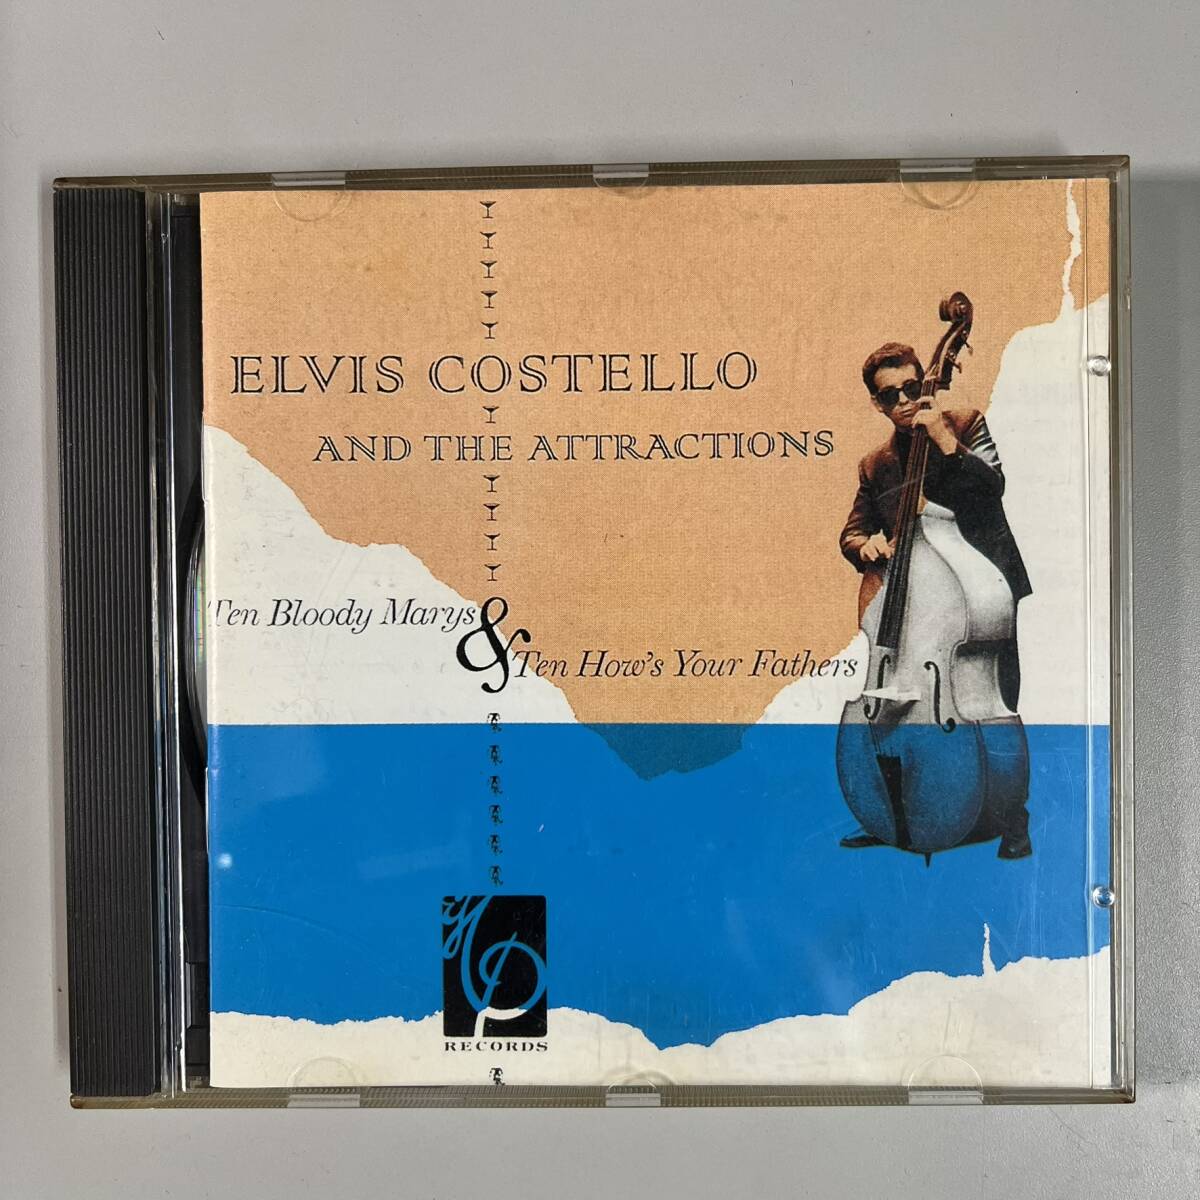 ELVIS COSTELLO
AND THE ATTRACTIONS
Ten Bloody Marys
&
Ten How's Your Fathers
RECORDS